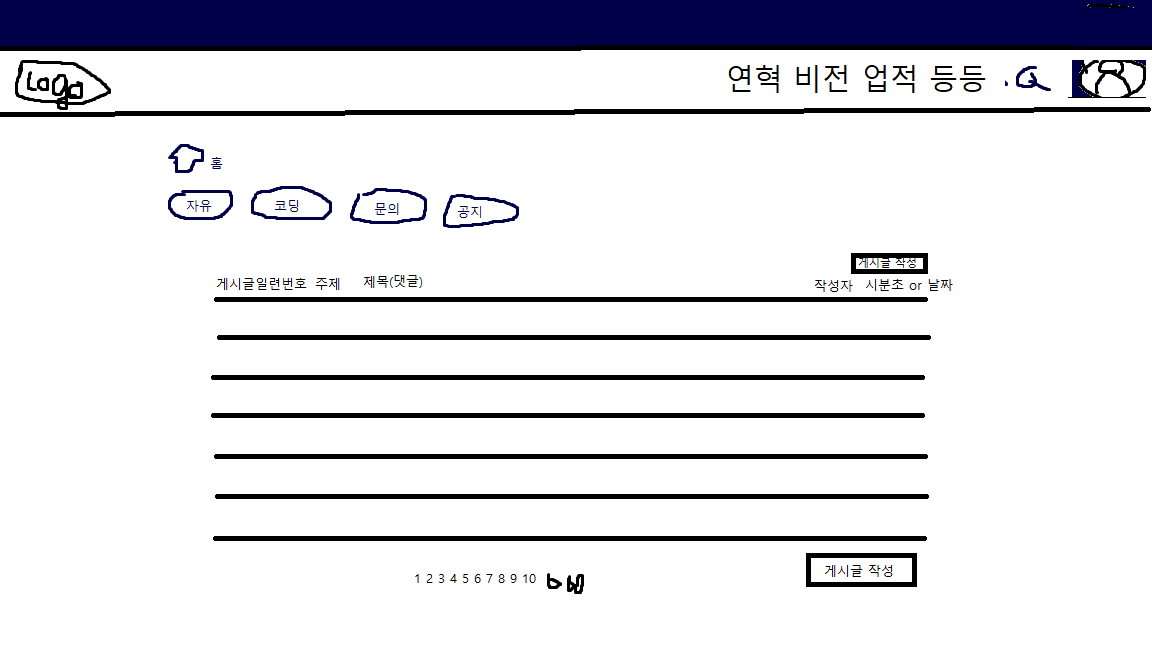 Logo
연혁 비전 업적 등등
홈
자유 코딩 문의 공지
게시글 작성
게시글일련번호 주제 제목(댓글) 작성자 시분초 or 날짜
1 2 3 4 5 6 7 8 9 10
게시글 작성